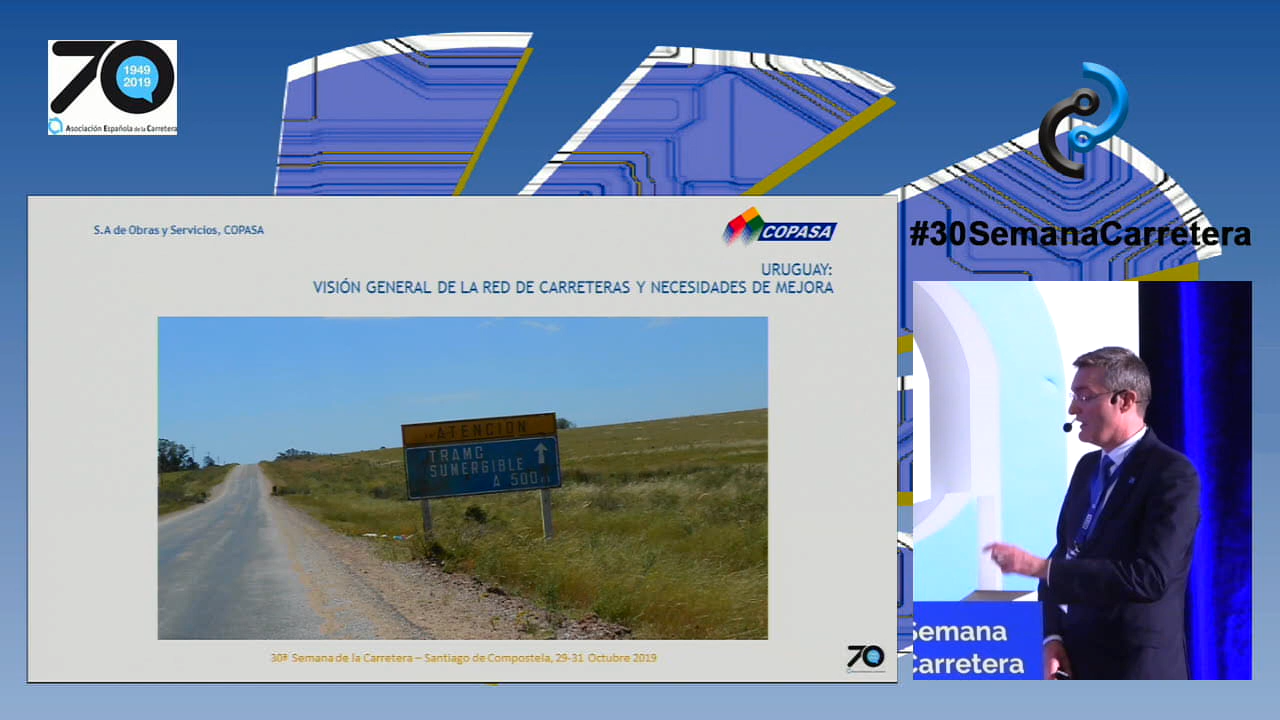 70
1949
2019
Asociación Española de la Carretera
#30SemanaCarretera
S.A de Obras y Servicios, COPASA
COPASA
URUGUAY:
VISIÓN GENERAL DE LA RED DE CARRETERAS Y NECESIDADES DE MEJORA
ATENCION
TRAMO
SUMERGIBLE
A 500
30ª Semana de la Carretera – Santiago de Compostela, 29-31 Octubre 2019
70
Semana
Carretera